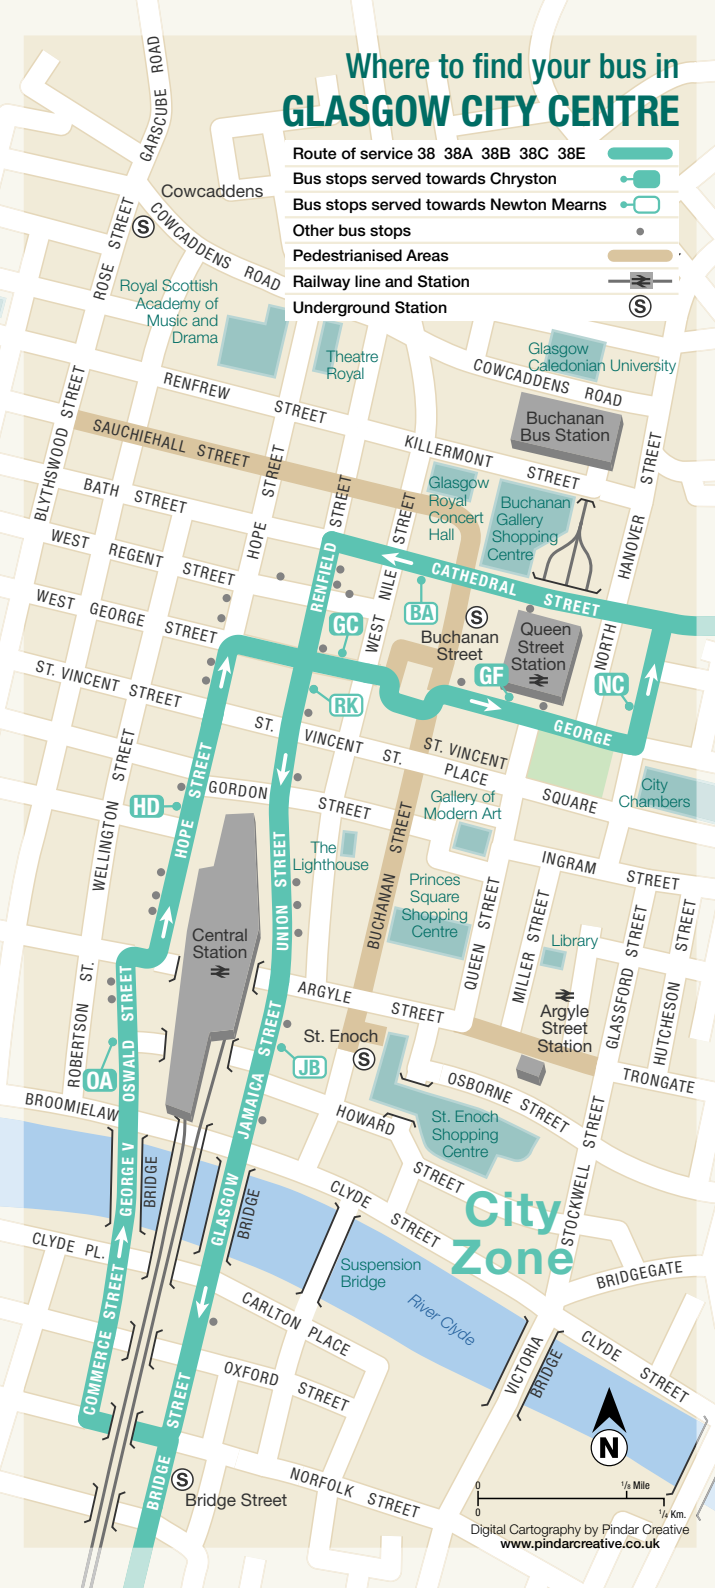 Where to find your bus in
GLASGOW CITY CENTRE
Route of service 38 38A 38B 38C 38E
Bus stops served towards Chryston
Bus stops served towards Newton Mearns
Other bus stops
Pedestrianised Areas
Railway line and Station
Underground Station
S
GARSCUBE ROAD
Cowcaddens
S
COWCADDENS ROAD
ROSE STREET
Royal Scottish
Academy of
Music and
Drama
Theatre
Royal
Glasgow
Caledonian University
COWCADDENS ROAD
RENFREW STREET
Buchanan
Bus Station
BLYTHSWOOD STREET
SAUCHIEHALL STREET
KILLERMONT STREET
HANOVER STREET
BATH STREET
HOPE STREET
RENFIELD STREET
WEST NILE STREET
Glasgow
Royal
Concert
Hall
Buchanan
Gallery
Shopping
Centre
WEST REGENT STREET
CATHEDRAL STREET
BA
WEST GEORGE STREET
GC
S
Buchanan
Street
Queen
Street
Station
NORTH
GF
NC
ST. VINCENT STREET
RK
GEORGE
ST. VINCENT ST.
ST. VINCENT
PLACE
SQUARE
City
Chambers
WELLINGTON STREET
HD
HOPE STREET
GORDON STREET
Gallery of
Modern Art
The
Lighthouse
UNION STREET
BUCHANAN STREET
INGRAM STREET
Princes
Square
Shopping
Centre
QUEEN STREET
MILLER STREET
Library
GLASSFORD STREET
HUTCHESON STREET
Central
Station
ROBERTSON ST.
OSWALD STREET
ARGYLE STREET
Argyle
Street
Station
St. Enoch
S
JB
OA
JAMAICA STREET
OSBORNE STREET
TRONGATE
BROOMIELAW
HOWARD STREET
St. Enoch
Shopping
Centre
STOCKWELL STREET
GEORGE V
BRIDGE
GLASGOW
BRIDGE
CLYDE STREET
City
Zone
CLYDE PL.
Suspension
Bridge
River Clyde
BRIDGEGATE
COMMERCE STREET
CARLTON PLACE
VICTORIA
BRIDGE
CLYDE STREET
OXFORD STREET
BRIDGE STREET
S
Bridge Street
NORFOLK STREET
N
0
1/8 Mile
0
1/4 Km.
Digital Cartography by Pindar Creative
www.pindarcreative.co.uk